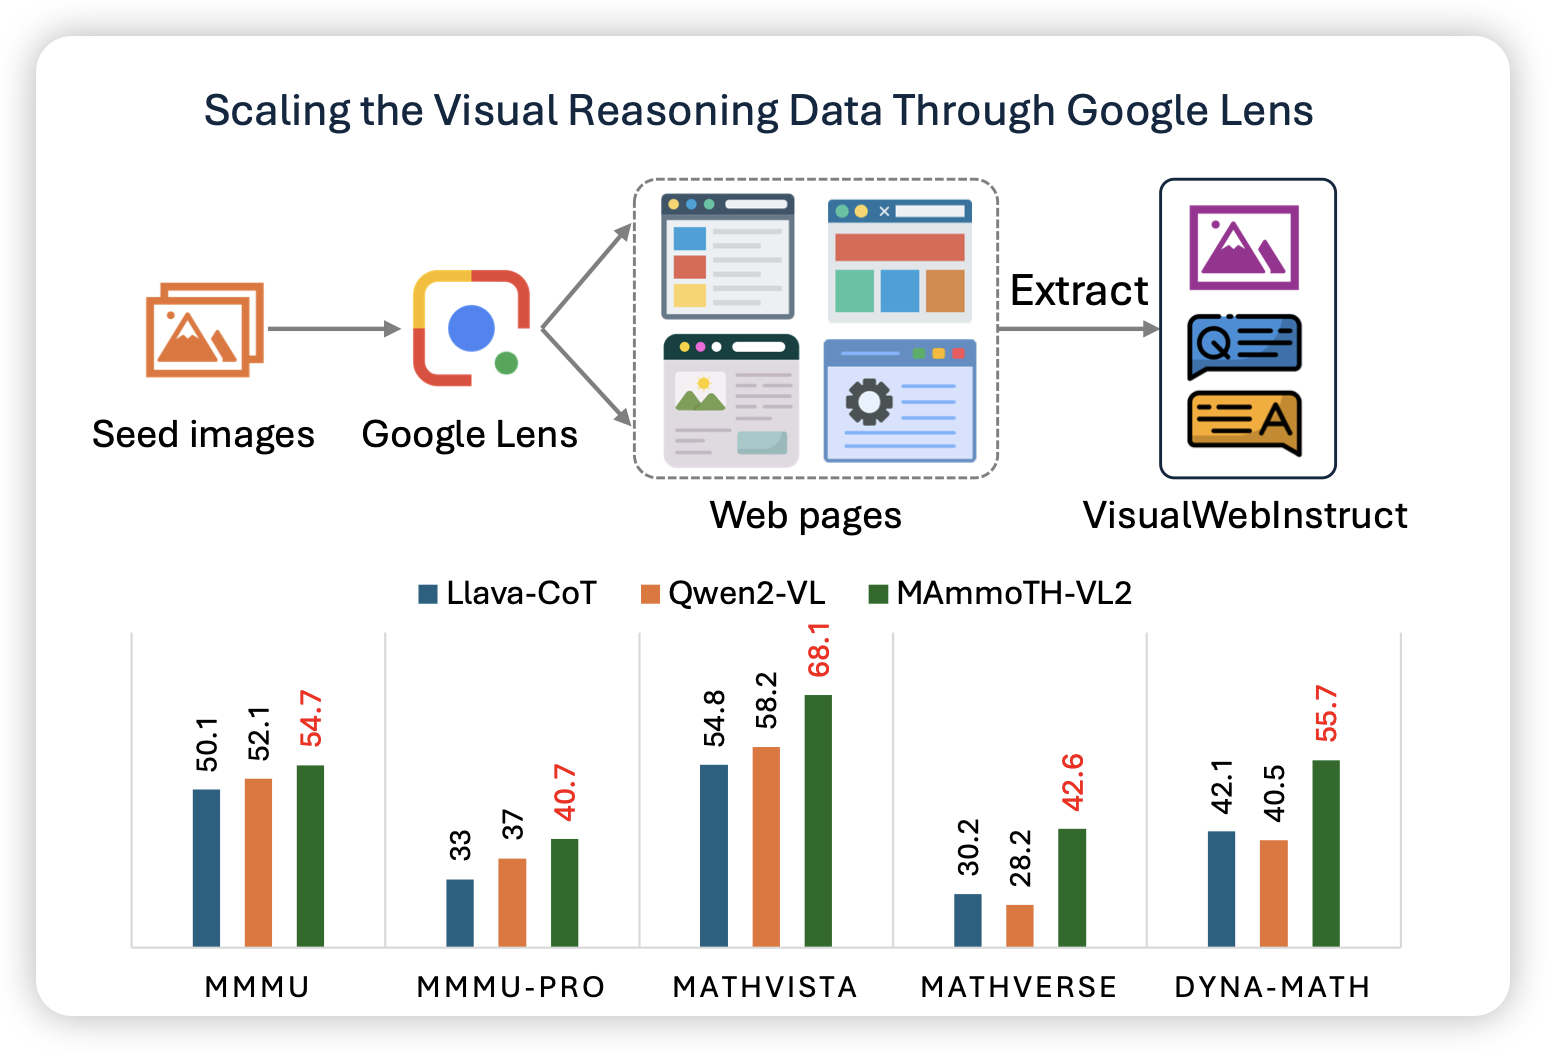 Scaling the Visual Reasoning Data Through Google Lens
Seed images
Google Lens
Web pages
Extract
Q
A
VisualWebInstruct
Llava-CoT
Qwen2-VL
MAmmoTH-VL2
50.1
52.1
54.7
33
37
40.7
54.8
58.2
68.1
30.2
28.2
42.6
42.1
40.5
55.7
MMMU
MMMU-PRO
MATHVISTA
MATHVERSE
DYNA-MATH